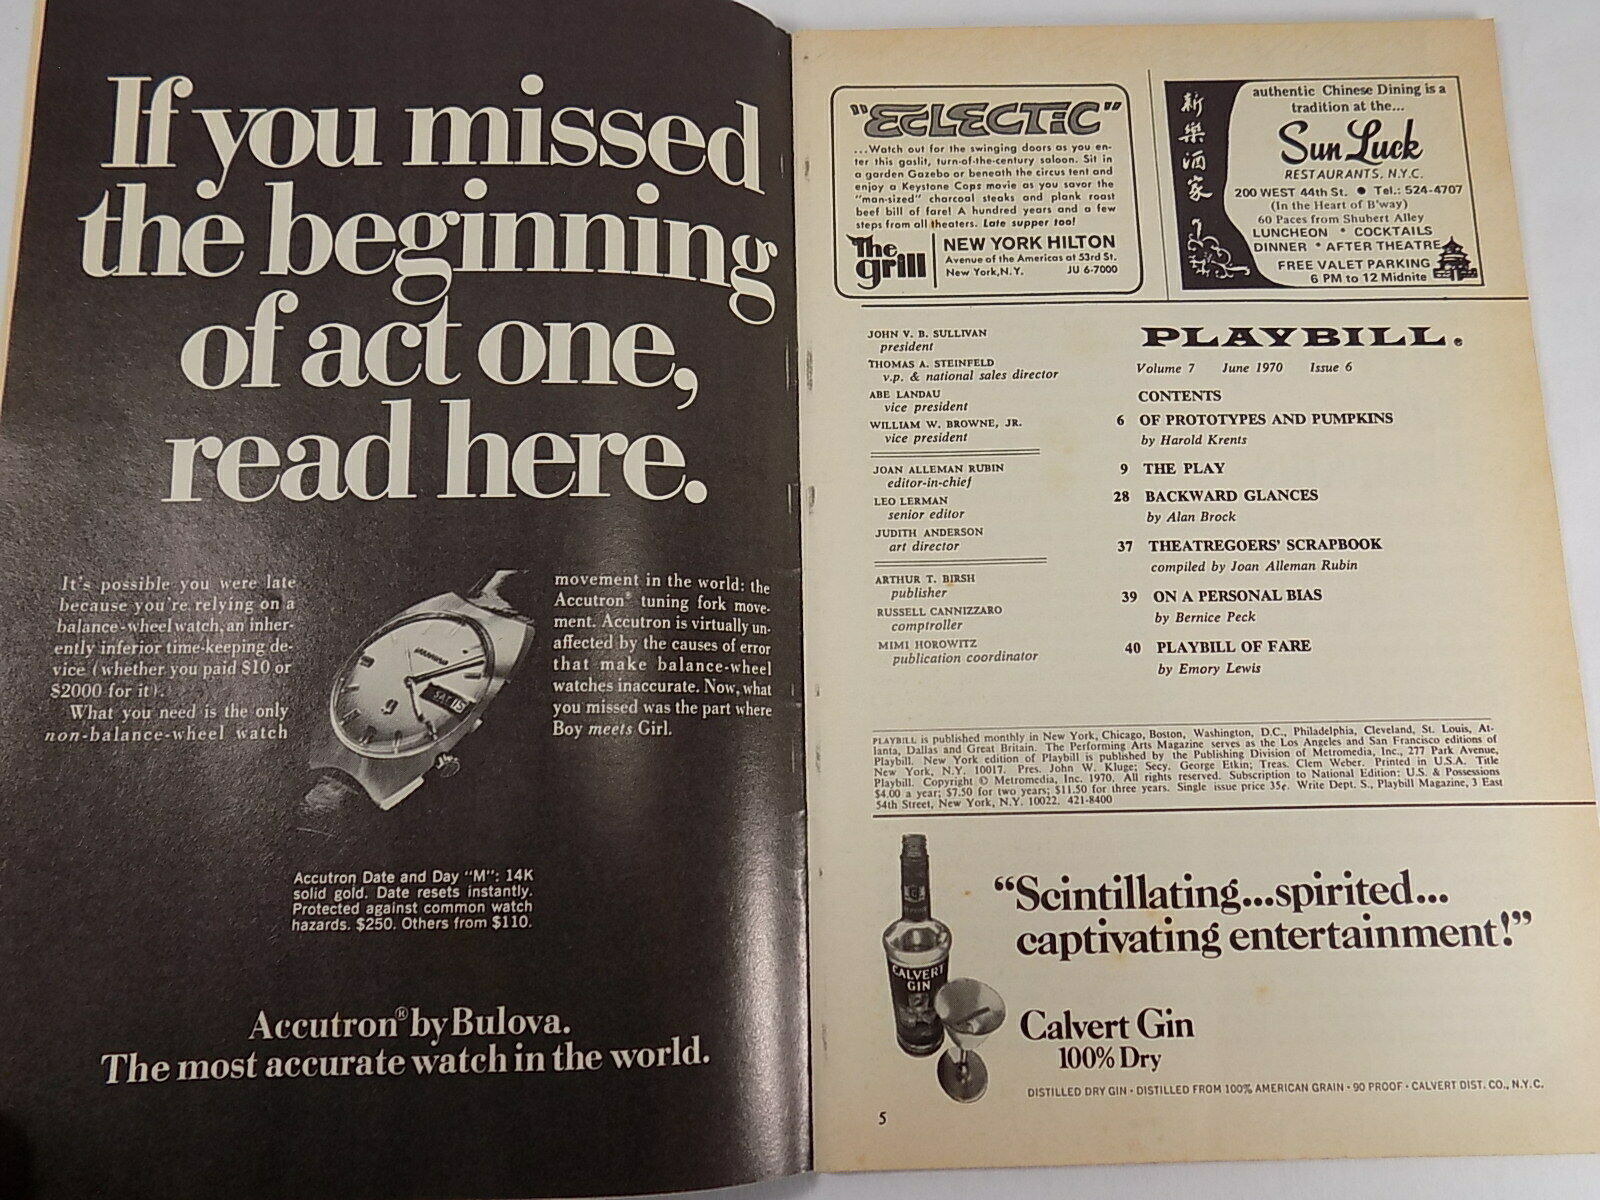 If you missed
the beginning
of act one,
read here.
It's possible you were late
because you're relying on a
balance-wheel watch, an inher-
ently inferior time-keeping de-
vice (whether you paid $10 or
$2000 for it).
What you need is the only
non-balance-wheel watch
movement in the world: the
Accutron® tuning fork move-
ment. Accutron is virtually un-
affected by the causes of error
that make balance-wheel
watches inaccurate. Now, what
you missed was the part where
Boy meets Girl.
SAT 15
Accutron Date and Day "M": 14K
solid gold. Date resets instantly.
Protected against common watch
hazards. $250. Others from $110.
Accutron® by Bulova.
The most accurate watch in the world.
"ECLECTIC"
...Watch out for the swinging doors as you en-
ter this gaslit, turn-of-the-century saloon. Sit in
a garden Gazebo or beneath the circus tent and
enjoy a Keystone Cops movie as you savor the
"man-sized" charcoal steaks and plank roast
beef bill of fare! A hundred years and a few
steps from all theaters. Late supper too!
The
grill
NEW YORK HILTON
Avenue of the Americas at 53rd St.
New York, N.Y. JU 6-7000
新樂酒家
authentic Chinese Dining is a
tradition at the...
Sun Luck
RESTAURANTS, N.Y.C.
200 WEST 44th St. • Tel.: 524-4707
(In the Heart of B'way)
60 Paces from Shubert Alley
LUNCHEON • COCKTAILS
DINNER • AFTER THEATRE
FREE VALET PARKING
6 PM to 12 Midnite
JOHN V. B. SULLIVAN
president
THOMAS A. STEINFELD
v.p. & national sales director
ABE LANDAU
vice president
WILLIAM W. BROWNE, JR.
vice president
JOAN ALLEMAN RUBIN
editor-in-chief
LEO LERMAN
senior editor
JUDITH ANDERSON
art director
ARTHUR T. BIRSH
publisher
RUSSELL CANNIZZARO
comptroller
MIMI HOROWITZ
publication coordinator
PLAYBILL®
Volume 7 June 1970 Issue 6
CONTENTS
6 OF PROTOTYPES AND PUMPKINS
by Harold Krents
9 THE PLAY
28 BACKWARD GLANCES
by Alan Brock
37 THEATREGOERS' SCRAPBOOK
compiled by Joan Alleman Rubin
39 ON A PERSONAL BIAS
by Bernice Peck
40 PLAYBILL OF FARE
by Emory Lewis
PLAYBILL is published monthly in New York, Chicago, Boston, Washington, D.C., Philadelphia, Cleveland, St. Louis, At-
lanta, Dallas and Great Britain. The Performing Arts Magazine serves as the Los Angeles and San Francisco editions of
Playbill. New York edition of Playbill is published by the Publishing Division of Metromedia, Inc., 277 Park Avenue,
New York, N.Y. 10017. Pres. John W. Kluge; Secy. George Etkin; Treas. Clem Weber. Printed in U.S.A. Title
Playbill. Copyright © Metromedia, Inc. 1970. All rights reserved. Subscription to National Edition: U.S. & Possessions
$4.00 a year; $7.50 for two years; $11.50 for three years. Single issue price 35¢. Write Dept. S., Playbill Magazine, 3 East
54th Street, New York, N.Y. 10022. 421-8400
CALVERT
GIN
"Scintillating...spirited...
captivating entertainment!"
Calvert Gin
100% Dry
DISTILLED DRY GIN • DISTILLED FROM 100% AMERICAN GRAIN • 90 PROOF • CALVERT DIST. CO., N.Y.C.
5